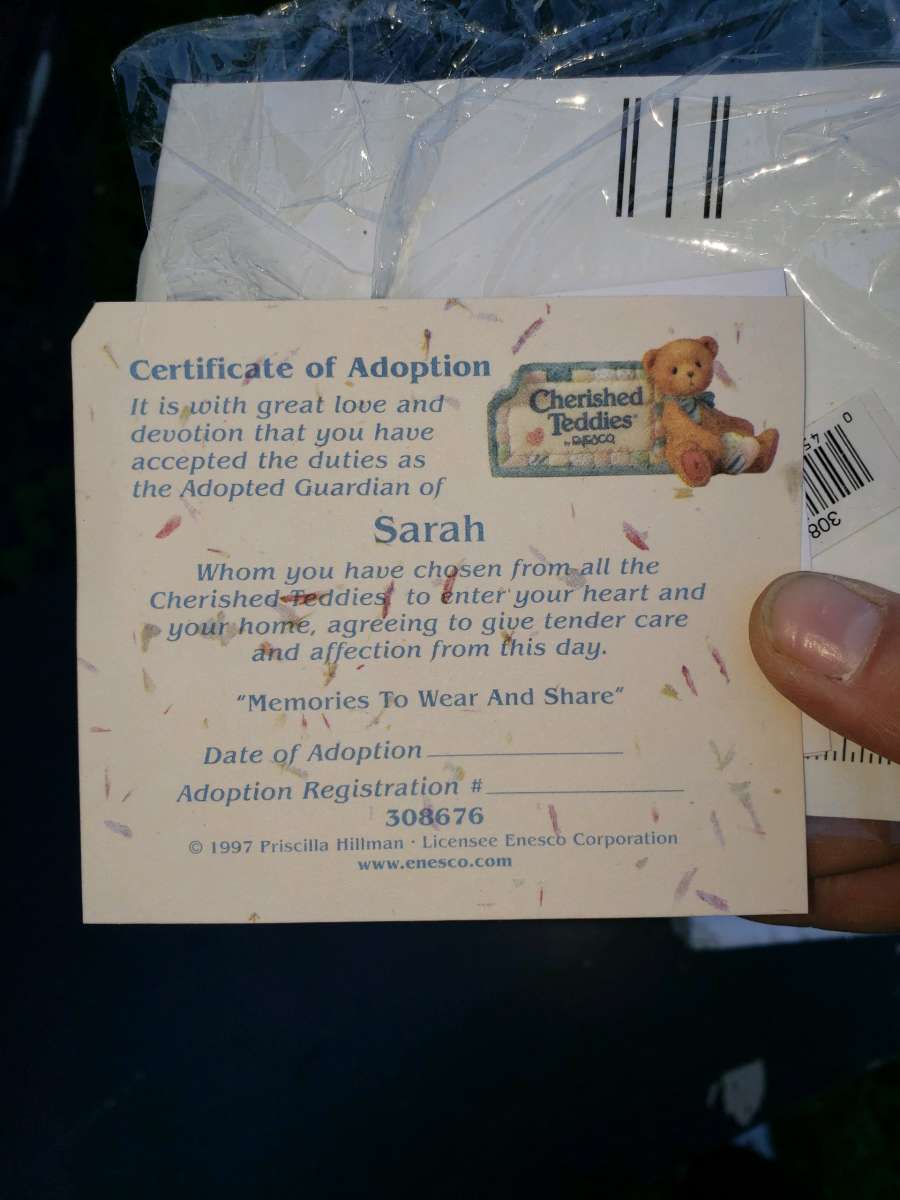 Certificate of Adoption
It is with great love and
devotion that you have
accepted the duties as
the Adopted Guardian of
Cherished
Teddies®
by ENESCO
Sarah
Whom you have chosen from all the
Cherished Teddies, to enter your heart and
your home, agreeing to give tender care
and affection from this day.
"Memories To Wear And Share"
Date of Adoption
Adoption Registration #
308676
© 1997 Priscilla Hillman · Licensee Enesco Corporation
www.enesco.com
0 45
308